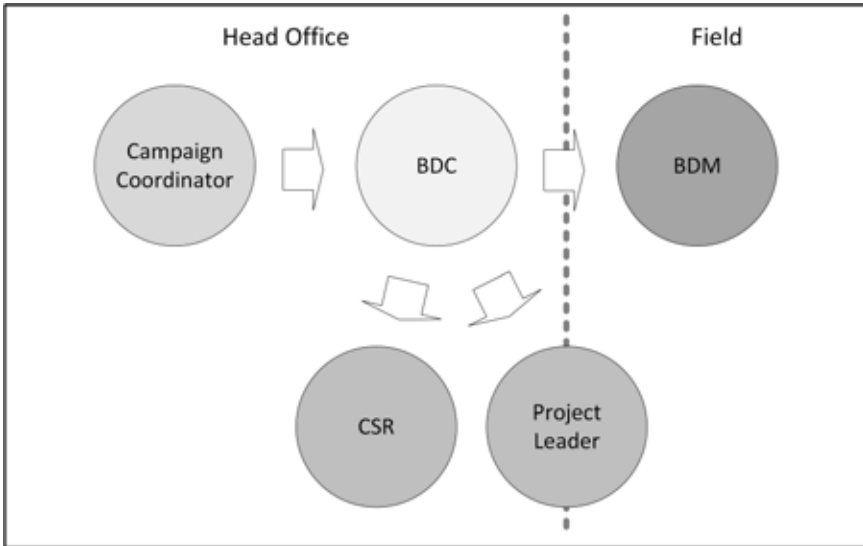 Head Office
Field
Campaign
Coordinator
BDC
BDM
CSR
Project
Leader